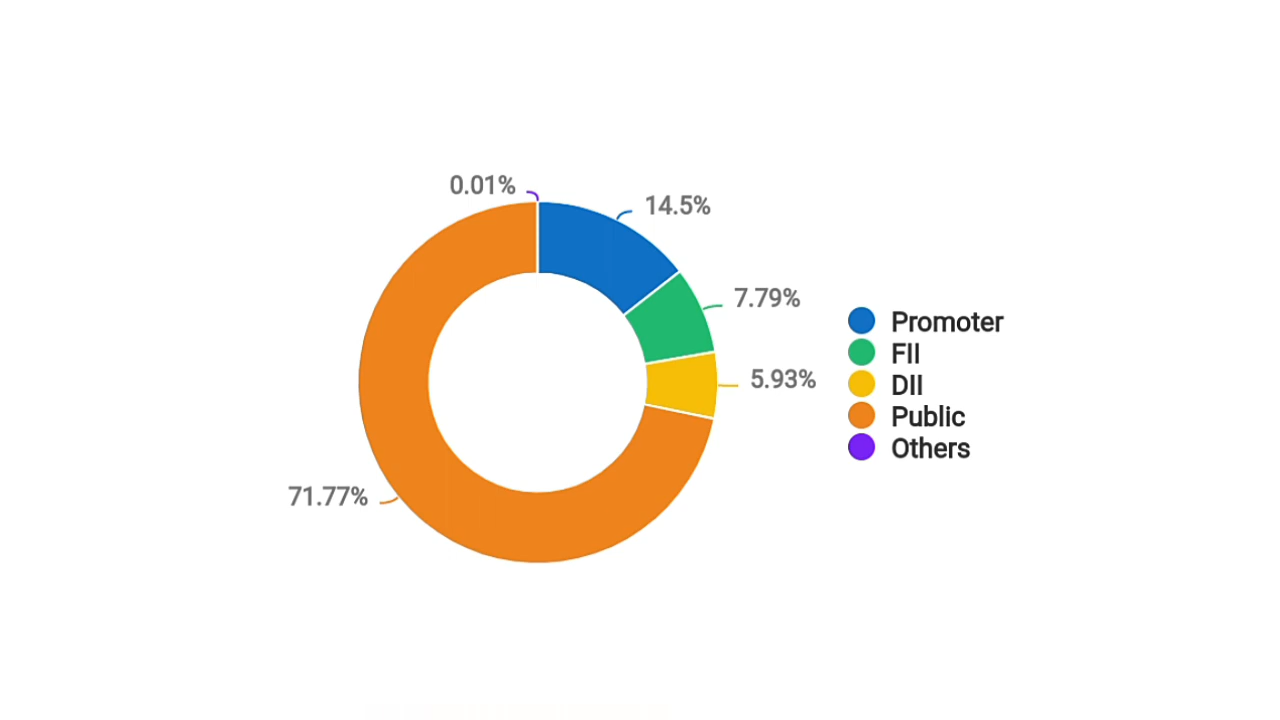 0.01%
14.5%
7.79%
5.93%
71.77%
Promoter
FII
DII
Public
Others